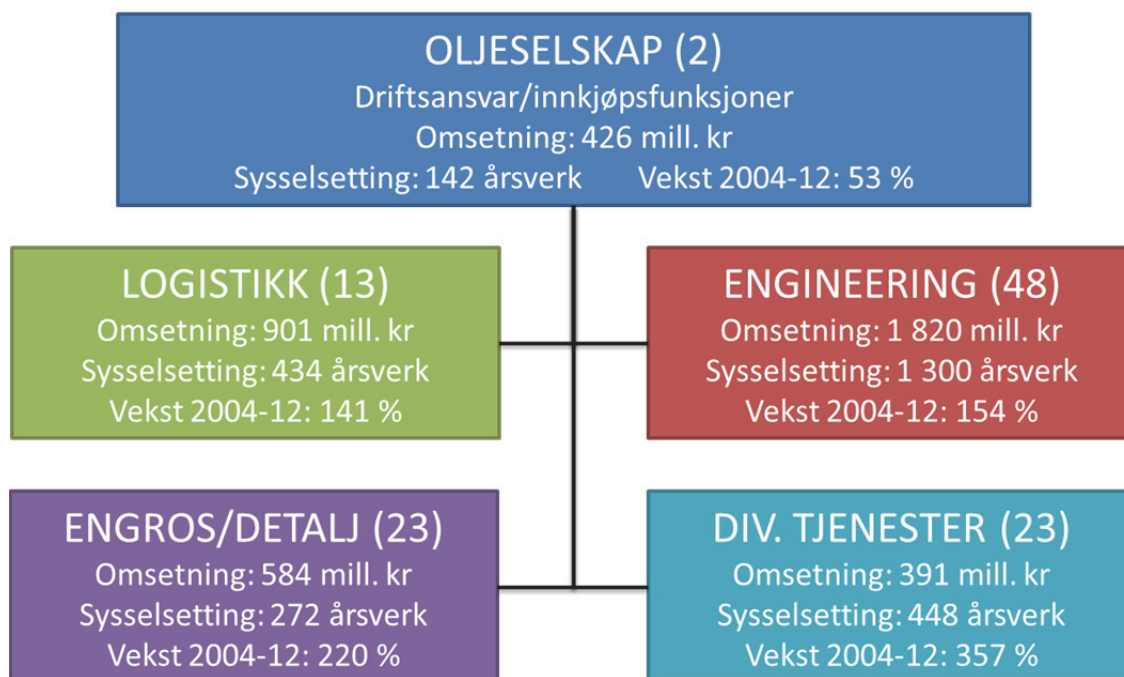 OLJESELSKAP (2)
Driftsansvar/innkjøpsfunksjoner
Omsetning: 426 mill. kr
Sysselsetting: 142 årsverk Vekst 2004-12: 53 %
LOGISTIKK (13)
Omsetning: 901 mill. kr
Sysselsetting: 434 årsverk
Vekst 2004-12: 141 %
ENGINEERING (48)
Omsetning: 1 820 mill. kr
Sysselsetting: 1 300 årsverk
Vekst 2004-12: 154 %
ENGROS/DETALJ (23)
Omsetning: 584 mill. kr
Sysselsetting: 272 årsverk
Vekst 2004-12: 220 %
DIV. TJENESTER (23)
Omsetning: 391 mill. kr
Sysselsetting: 448 årsverk
Vekst 2004-12: 357 %